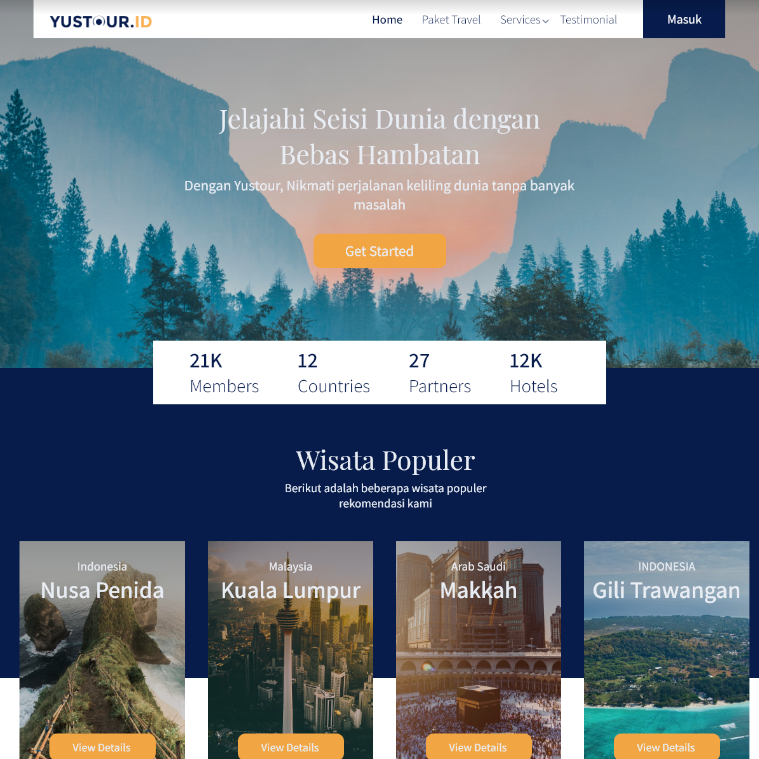 YUSTOUR.ID
Home
Paket Travel
Services
Testimonial
Masuk
Jelajahi Seisi Dunia dengan
Bebas Hambatan
Dengan Yustour, Nikmati perjalanan keliling dunia tanpa banyak
masalah
Get Started
21K
12
27
12K
Members
Countries
Partners
Hotels
Wisata Populer
Berikut adalah beberapa wisata populer
rekomendasi kami
Indonesia
Nusa Penida
View Details
Malaysia
Kuala Lumpur
View Details
Arab Saudi
Makkah
View Details
INDONESIA
Gili Trawangan
View Details